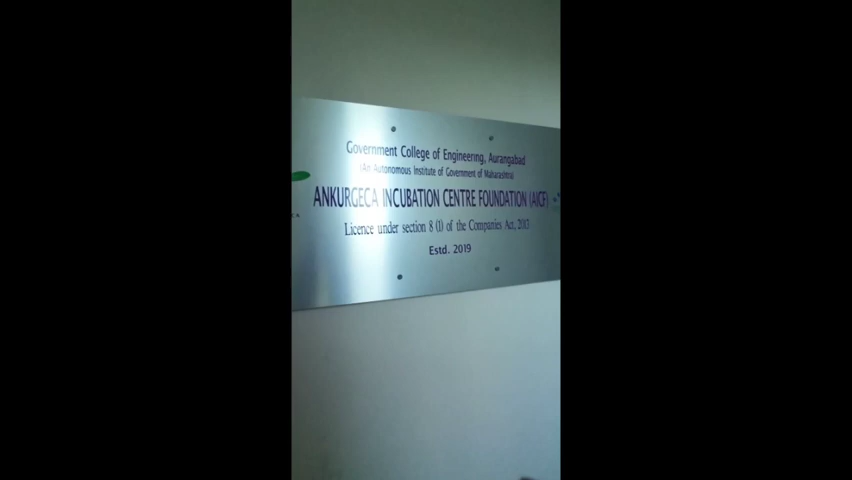 Government College of Engineering, Aurangabad
(An Autonomous Institute of Government of Maharashtra)
ANKURGECA INCUBATION CENTRE FOUNDATION (AICF)
Licence under section 8 (1) of the Companies Act, 2013
Estd. 2019